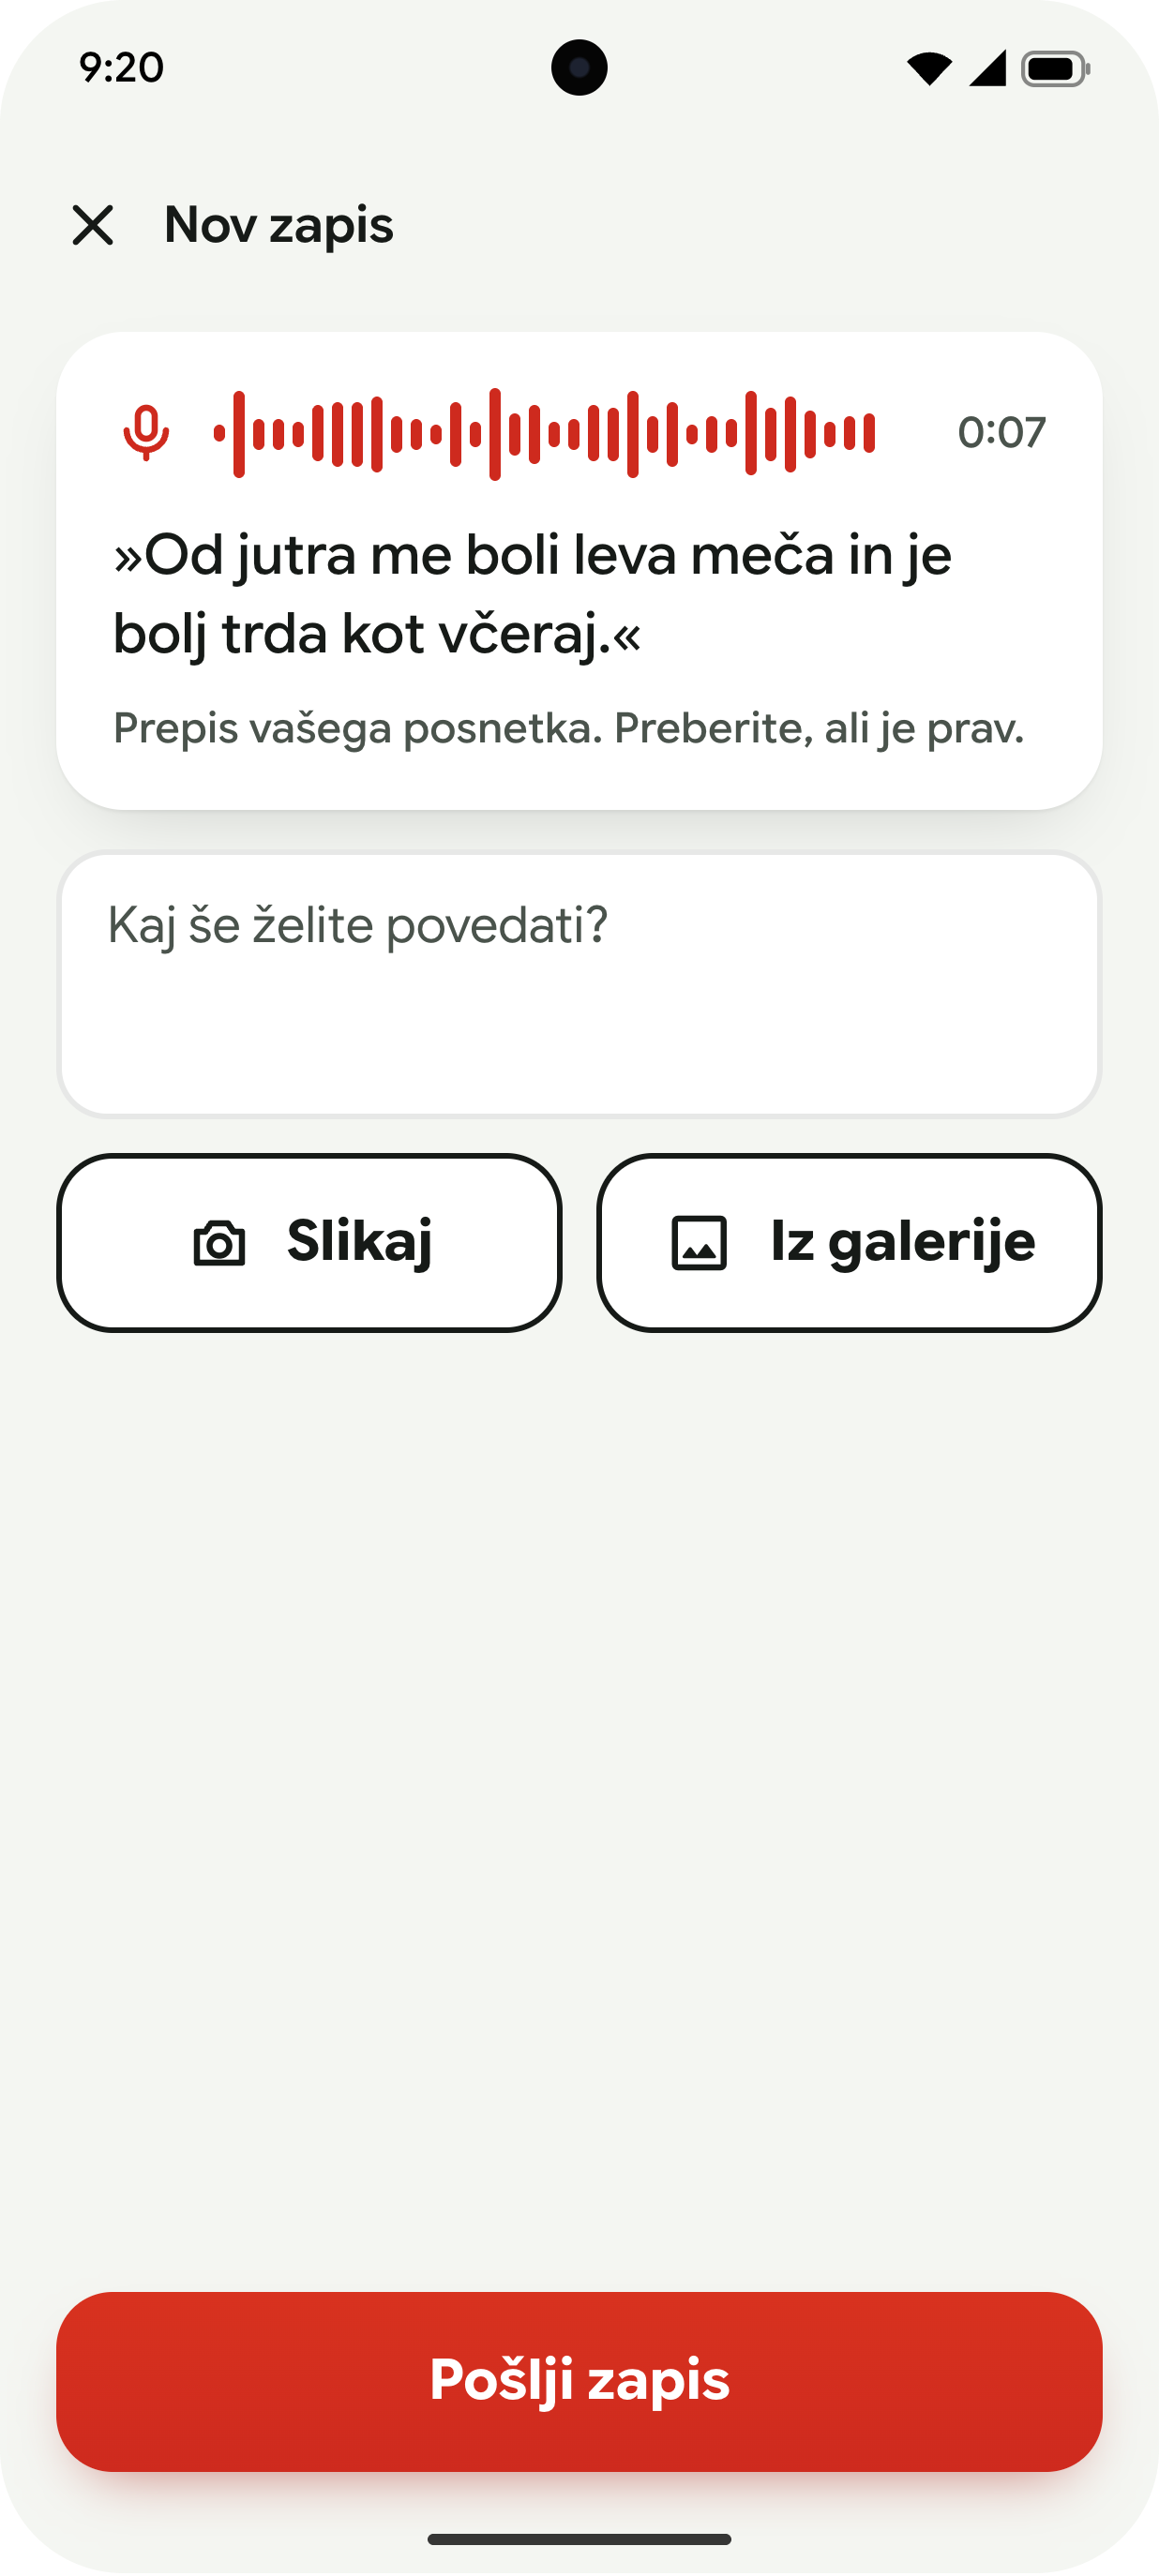 9:20
Nov zapis
0:07
»Od jutra me boli leva meča in je
bolj trda kot včeraj.«
Prepis vašega posnetka. Preberite, ali je prav.
Kaj še želite povedati?
Slikaj
Iz galerije
Pošlji zapis